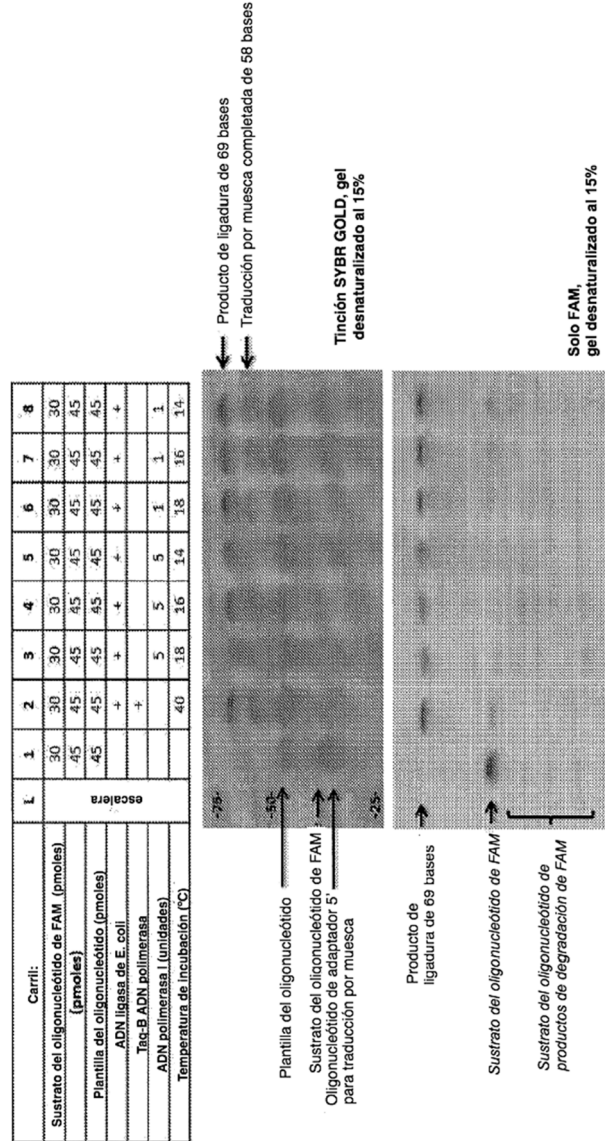 Carril: L 1 2 3 4 5 6 7 8
Sustrato del oligonucleótido de FAM (pmoles) 30 30 30 30 30 30 30 30
(pmoles) 45 45 45 45 45 45 45 45
Plantilla del oligonucleótido (pmoles) 45 45 45 45 45 45 45 45
ADN ligasa de E. coli + + + + + + +
Taq-B ADN polimerasa +
ADN polimerasa I (unidades) 5 5 5 1 1 1
Temperatura de incubación (°C) 40 18 16 14 18 16 14
escalera
-75-
-50-
-25-
Plantilla del oligonucleótido
Sustrato del oligonucleótido de FAM
Oligonucleótido de adaptador 5'
para traducción por muesca
Producto de ligadura de 69 bases
Traducción por muesca completada de 58 bases
Tinción SYBR GOLD, gel
desnaturalizado al 15%
Producto de
ligadura de 69 bases
Sustrato del oligonucleótido de FAM
Sustrato del oligonucleótido de
productos de degradación de FAM
Solo FAM,
gel desnaturalizado al 15%